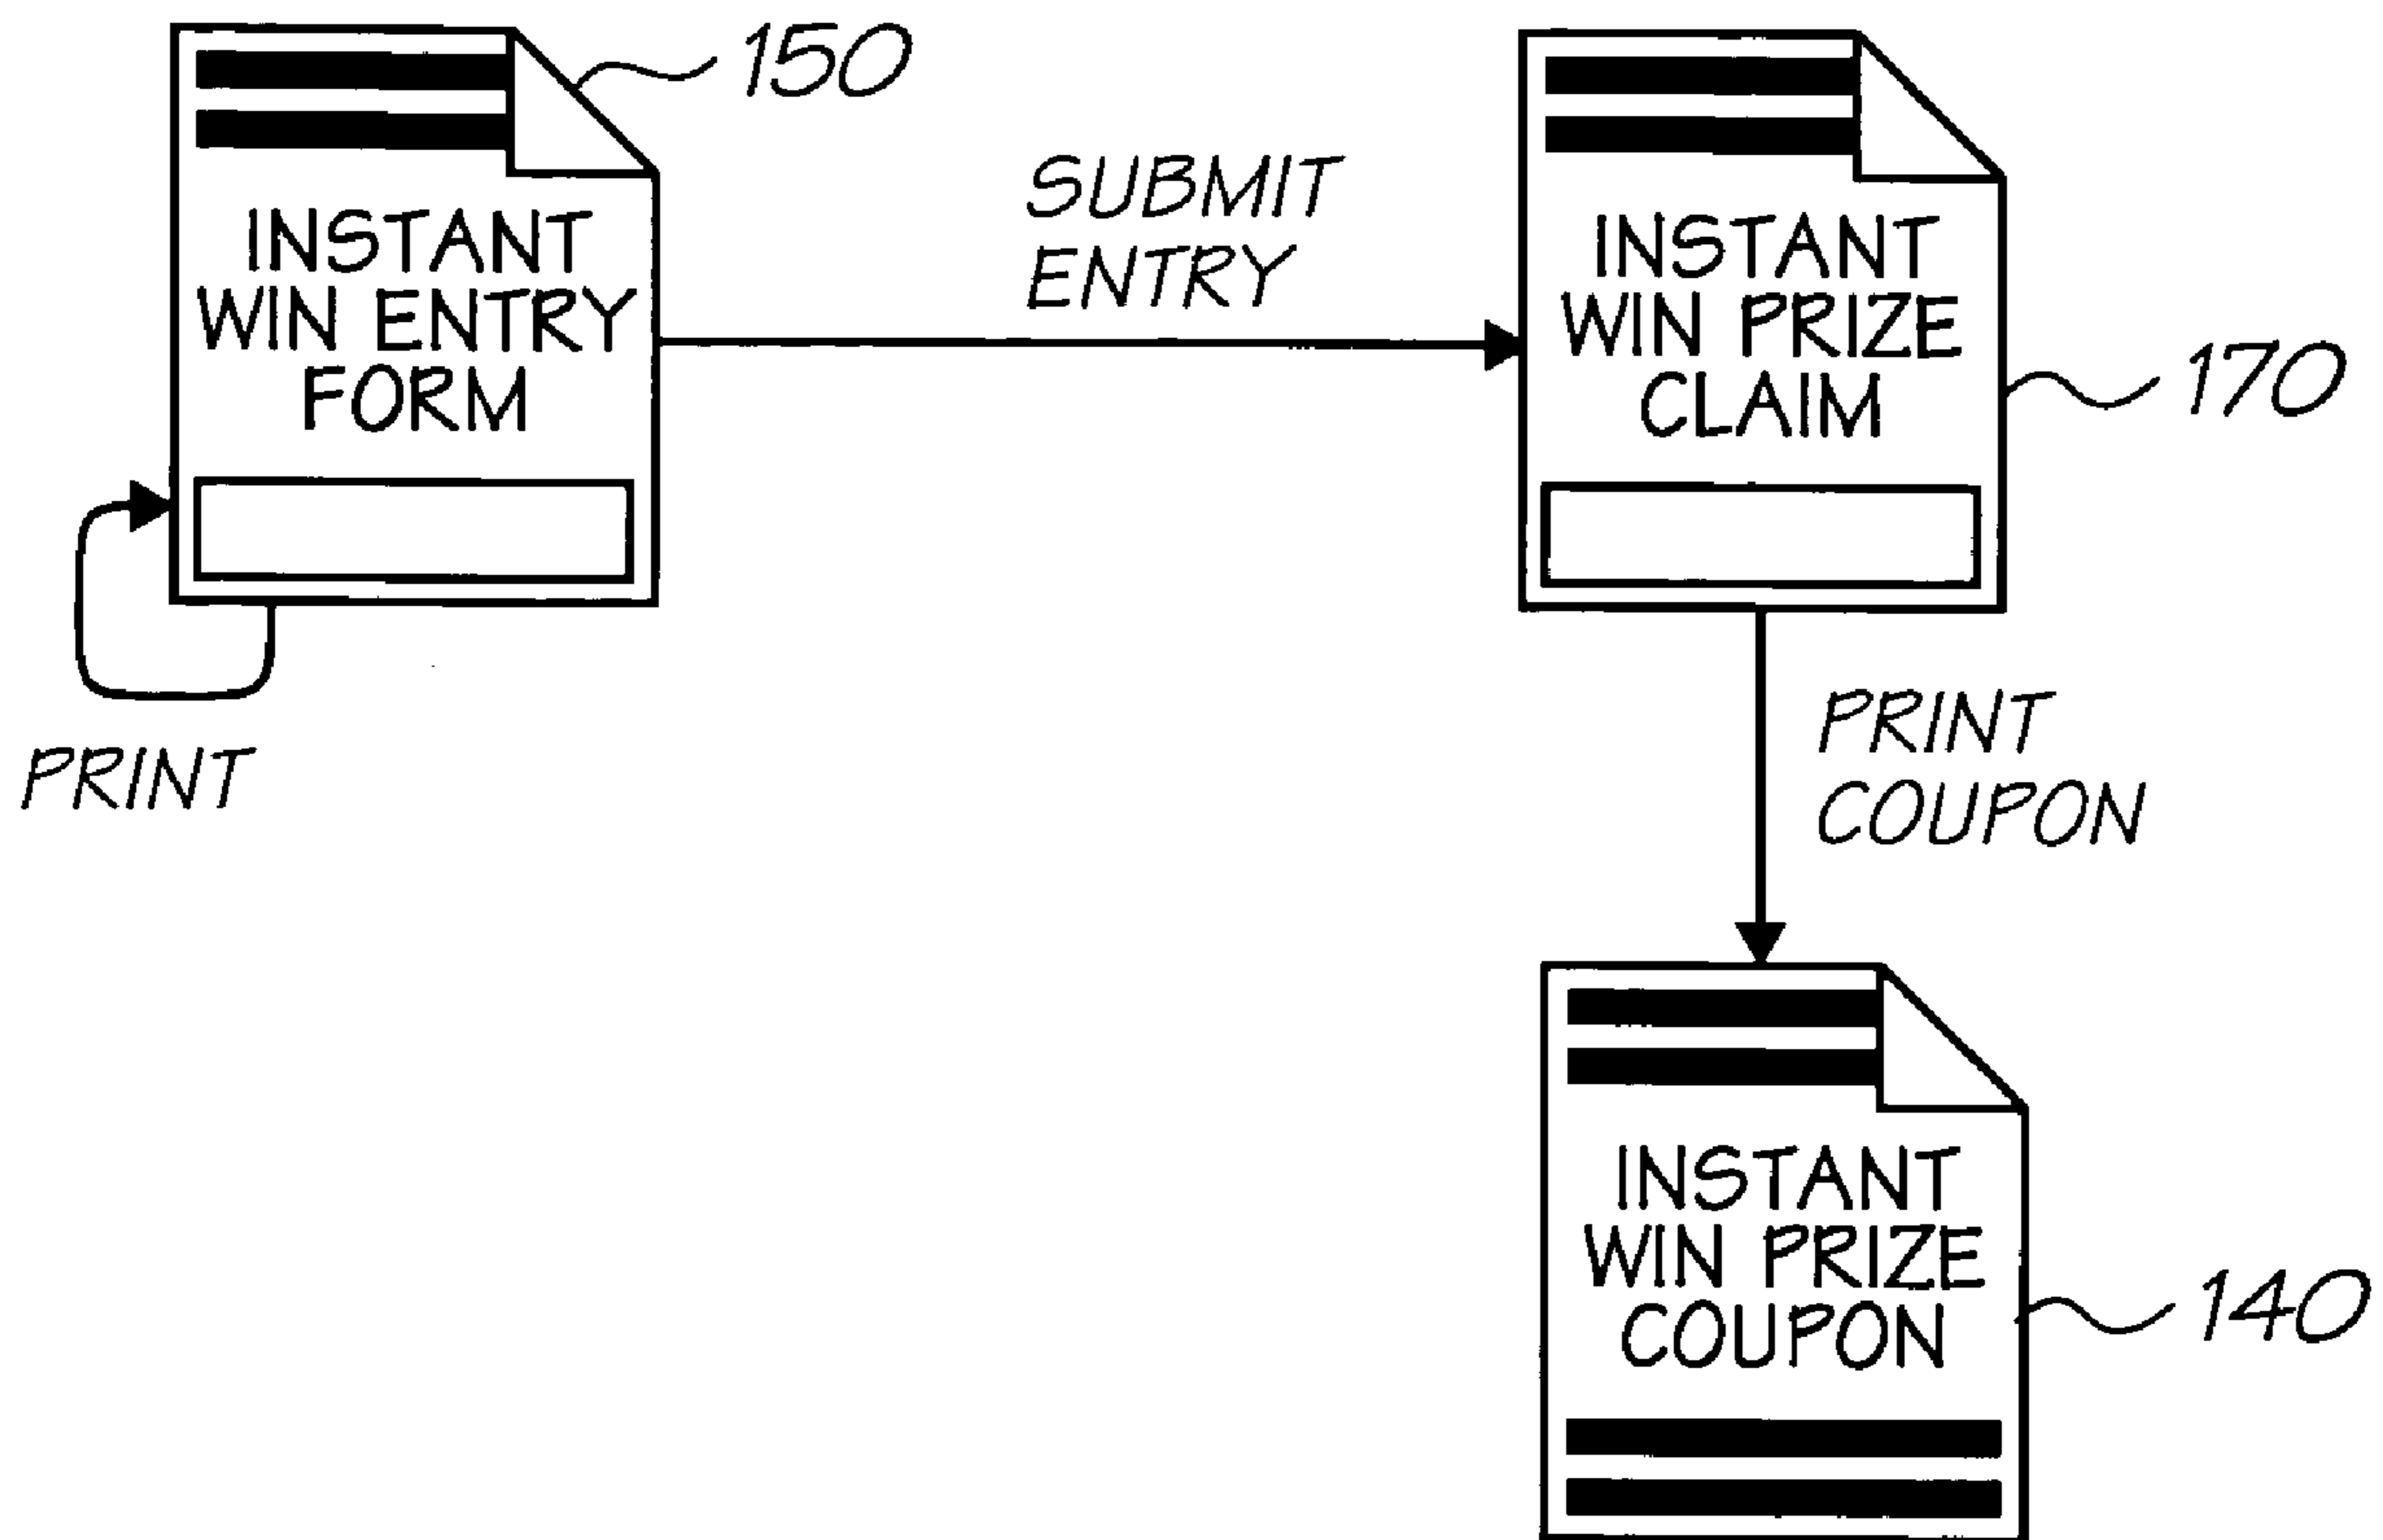 150
INSTANT
WIN ENTRY
FORM
PRINT
SUBMIT
ENTRY
INSTANT
WIN PRIZE
CLAIM
170
PRINT
COUPON
INSTANT
WIN PRIZE
COUPON
140